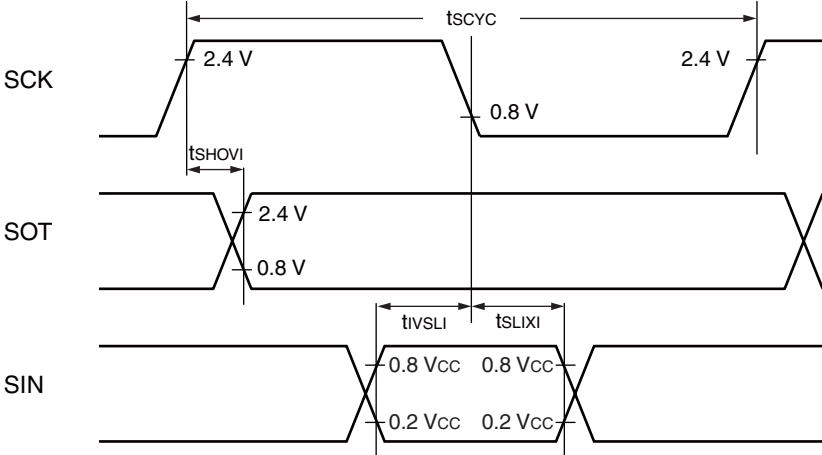 tSCYC
SCK
2.4 V
2.4 V
0.8 V
tSHOVI
SOT
2.4 V
0.8 V
tIVSLI
tSLIXI
SIN
0.8 VCC
0.8 VCC
0.2 VCC
0.2 VCC